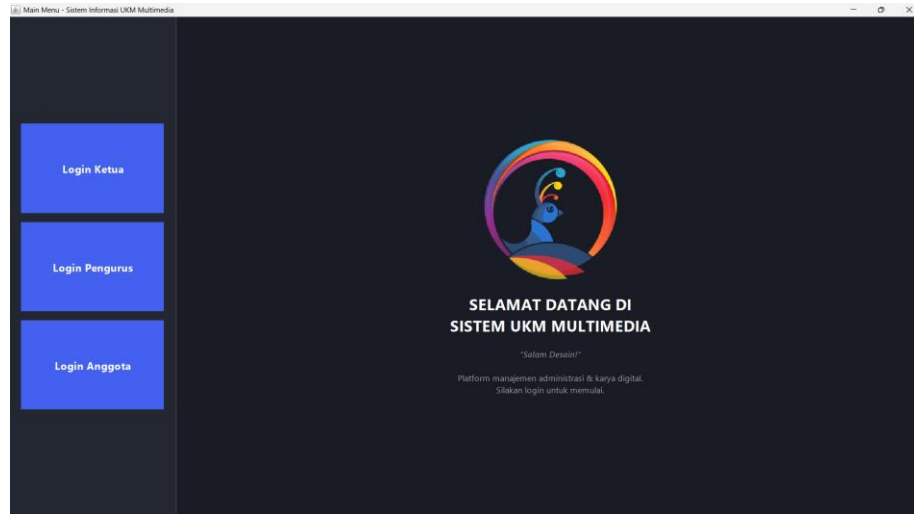 Main Menu - Sistem Informasi UKM Multimedia
Login Ketua
Login Pengurus
Login Anggota
SELAMAT DATANG DI
SISTEM UKM MULTIMEDIA
"Salam Desain!"
Platform manajemen administrasi & karya digital.
Silakan login untuk memulai.